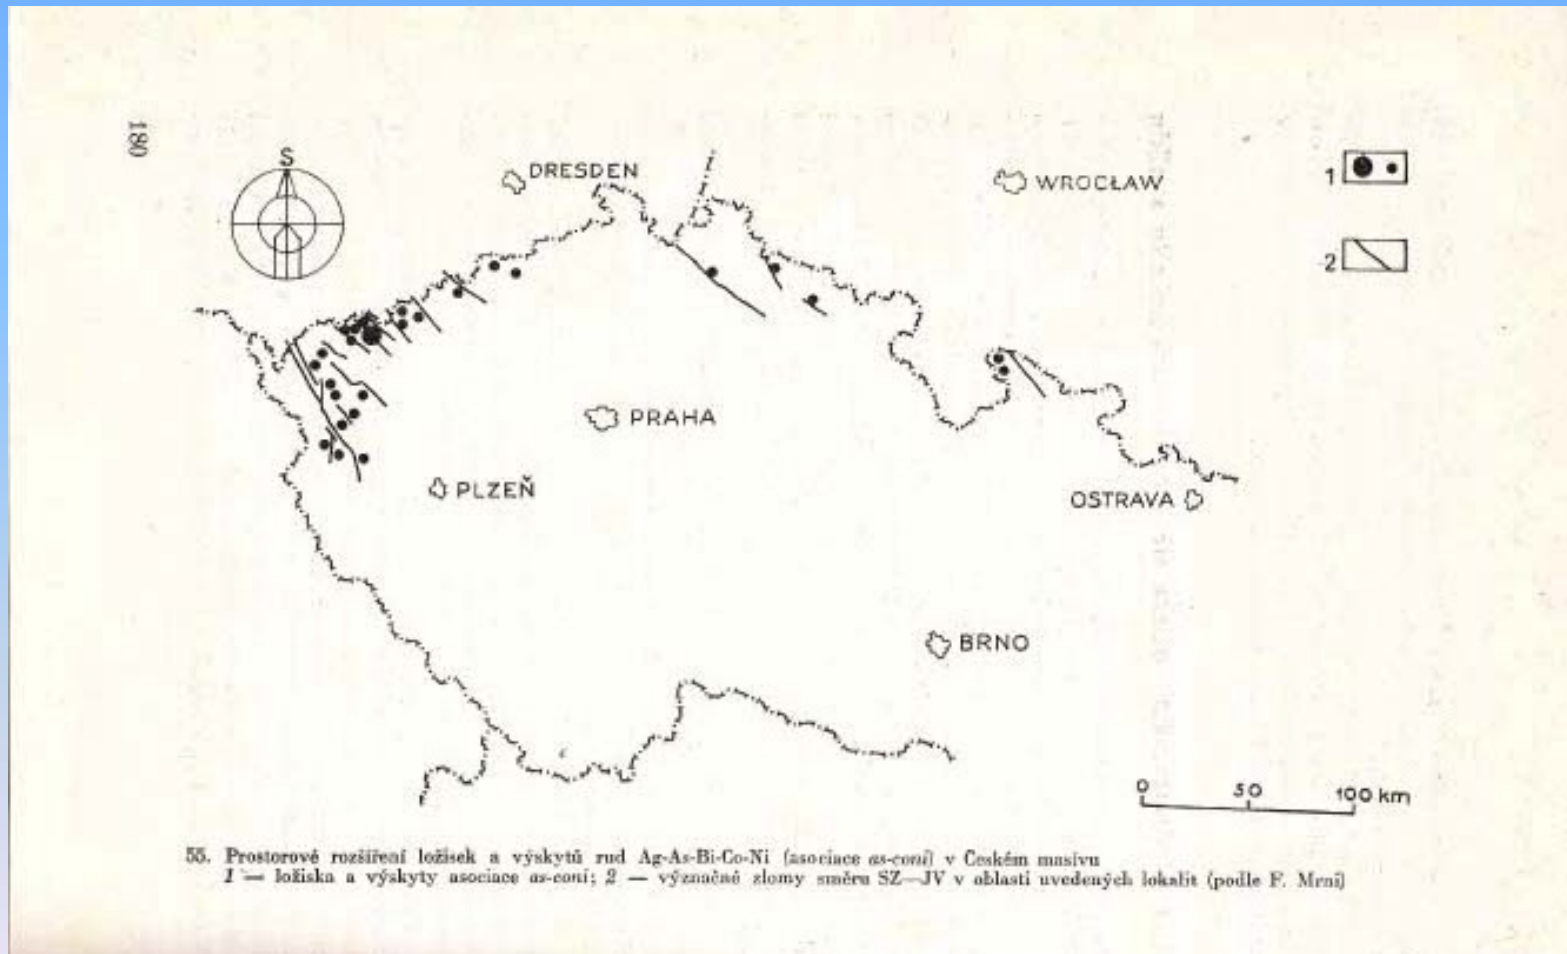 180
S
DRESDEN
WROCŁAW
1
2
PRAHA
PLZEŇ
OSTRAVA
BRNO
0 50 100 km
55. Prostorové rozšíření ložisek a výskytů rud Ag-As-Bi-Co-Ni (asociace as-coni) v Českém masívu
1 — ložiska a výskyty asociace as-coni; 2 — význačné zlomy směru SZ—JV v oblasti uvedených lokalit (podle F. Mrni)